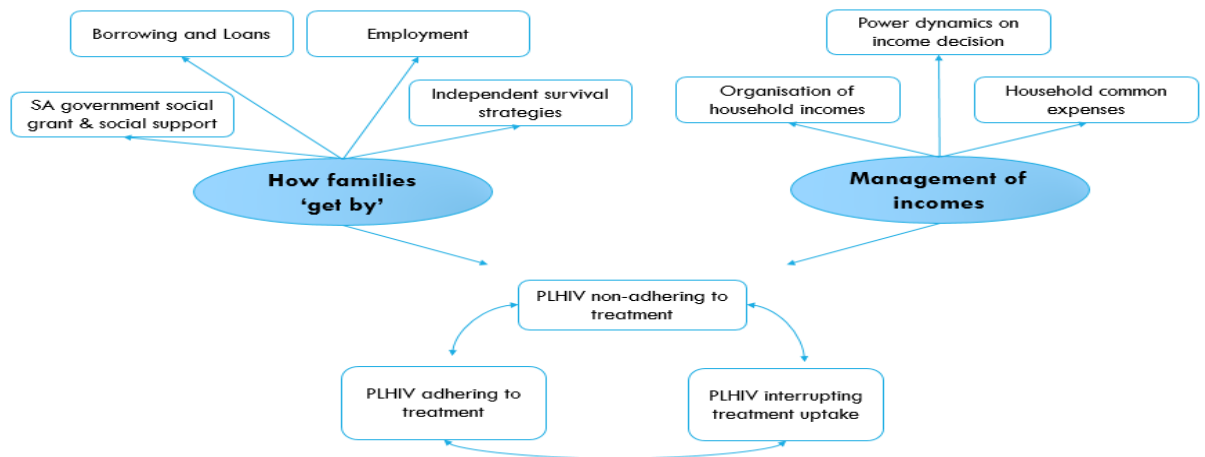 Borrowing and Loans
Employment
SA government social
grant & social support
Independent survival
strategies
How families
‘get by’
Power dynamics on
income decision
Organisation of
household incomes
Household common
expenses
Management of
incomes
PLHIV non-adhering to
treatment
PLHIV adhering to
treatment
PLHIV interrupting
treatment uptake